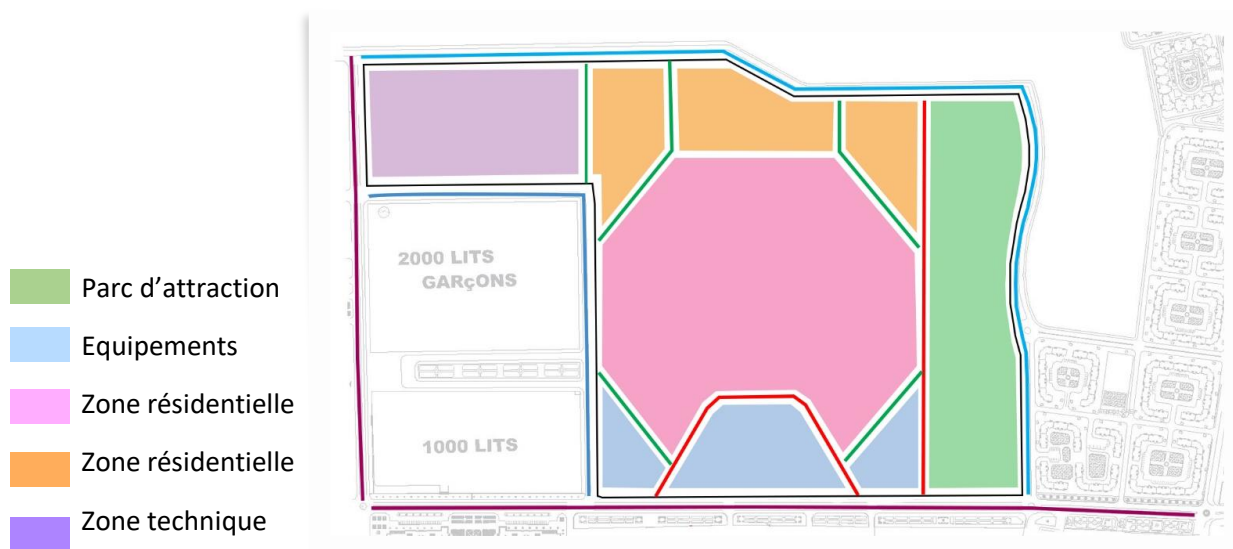 2000 LITS
GARçONS
1000 LITS
Parc d'attraction
Equipements
Zone résidentielle
Zone résidentielle
Zone technique